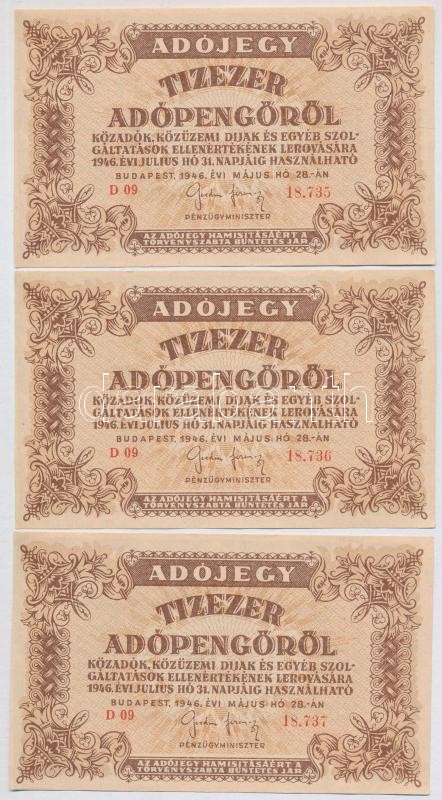 ADÓJEGY
TIZEZER
ADÓPENGŐRŐL
KÖZADÓK, KÖZÜZEMI DIJAK ÉS EGYÉB SZOL-
GÁLTATÁSOK ELLENÉRTÉKÉNEK LEROVÁSÁRA
1946. ÉVI JULIUS HÓ 31. NAPJÁIG HASZNÁLHATÓ
BUDAPEST, 1946. ÉVI MÁJUS HÓ 28.-ÁN
D 09 18.735
PÉNZÜGYMINISZTER
AZ ADÓJEGY HAMISITÁSÁÉRT A
TÖRVÉNYSZABTA BÜNTETÉS JÁR
ADÓJEGY
TIZEZER
ADÓPENGŐRŐL
KÖZADÓK, KÖZÜZEMI DIJAK ÉS EGYÉB SZOL-
GÁLTATÁSOK ELLENÉRTÉKÉNEK LEROVÁSÁRA
1946. ÉVI JULIUS HÓ 31. NAPJÁIG HASZNÁLHATÓ
BUDAPEST, 1946. ÉVI MÁJUS HÓ 28.-ÁN
D 09 18.736
PÉNZÜGYMINISZTER
AZ ADÓJEGY HAMISITÁSÁÉRT A
TÖRVÉNYSZABTA BÜNTETÉS JÁR
ADÓJEGY
TIZEZER
ADÓPENGŐRŐL
KÖZADÓK, KÖZÜZEMI DIJAK ÉS EGYÉB SZOL-
GÁLTATÁSOK ELLENÉRTÉKÉNEK LEROVÁSÁRA
1946. ÉVI JULIUS HÓ 31. NAPJÁIG HASZNÁLHATÓ
BUDAPEST, 1946. ÉVI MÁJUS HÓ 28.-ÁN
D 09 18.737
PÉNZÜGYMINISZTER
AZ ADÓJEGY HAMISITÁSÁÉRT A
TÖRVÉNYSZABTA BÜNTETÉS JÁR